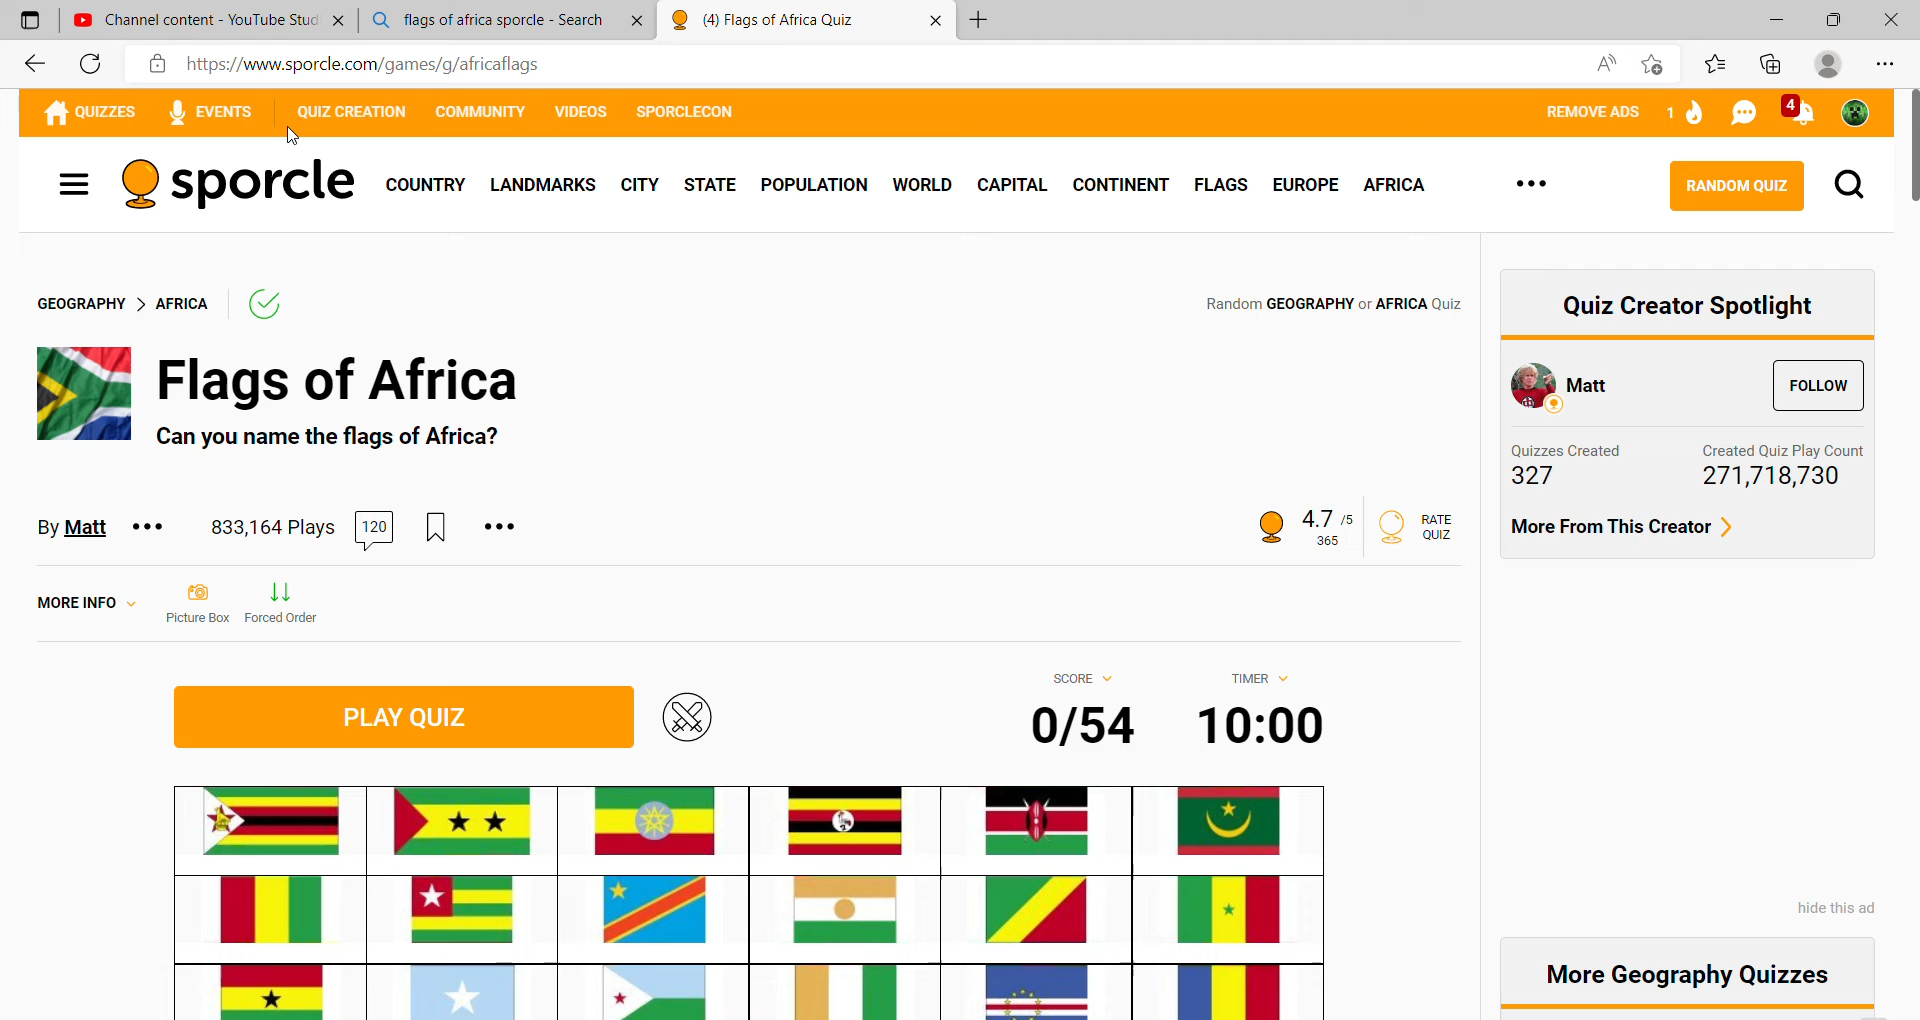 Channel content - YouTube Stud
flags of africa sporcle - Search
(4) Flags of Africa Quiz
https://www.sporcle.com/games/g/africaflags
QUIZZES EVENTS QUIZ CREATION COMMUNITY VIDEOS SPORCLECON REMOVE ADS 1 4
sporcle COUNTRY LANDMARKS CITY STATE POPULATION WORLD CAPITAL CONTINENT FLAGS EUROPE AFRICA RANDOM QUIZ
GEOGRAPHY > AFRICA
Random GEOGRAPHY or AFRICA Quiz
Flags of Africa
Can you name the flags of Africa?
By Matt 833,164 Plays 120
4.7 /5
365
RATE
QUIZ
MORE INFO
Picture Box
Forced Order
PLAY QUIZ
SCORE
0/54
TIMER
10:00
Quiz Creator Spotlight
Matt
FOLLOW
Quizzes Created
327
Created Quiz Play Count
271,718,730
More From This Creator
hide this ad
More Geography Quizzes